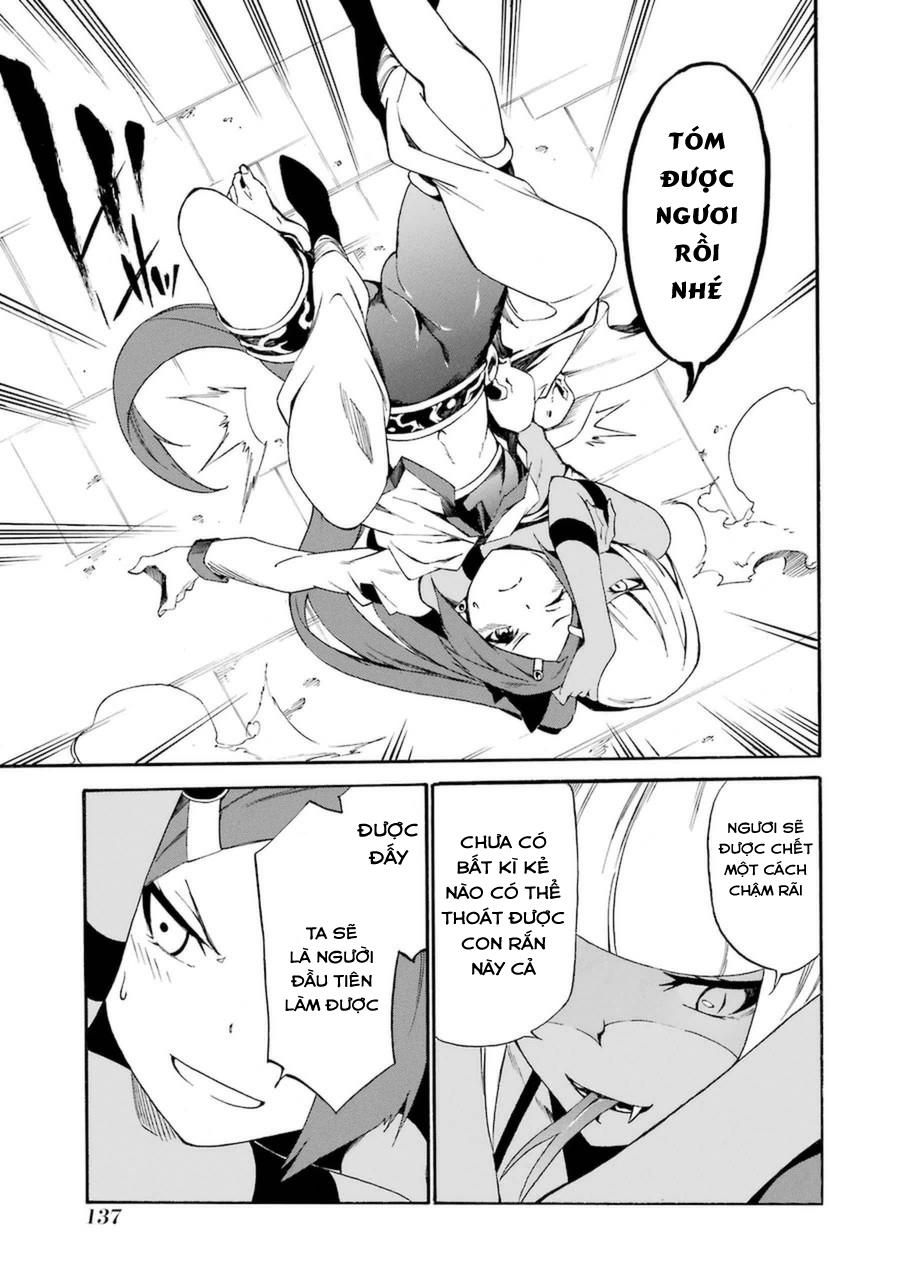 TÓM
ĐƯỢC
NGƯƠI
RỒI
NHÉ
NGƯƠI SẼ
ĐƯỢC CHẾT
MỘT CÁCH
CHẬM RÃI
CHƯA CÓ
BẤT KÌ KẺ
NÀO CÓ THỂ
THOÁT ĐƯỢC
CON RẮN
NÀY CẢ
ĐƯỢC
ĐẤY
TA SẼ
LÀ NGƯỜI
ĐẦU TIÊN
LÀM ĐƯỢC
137